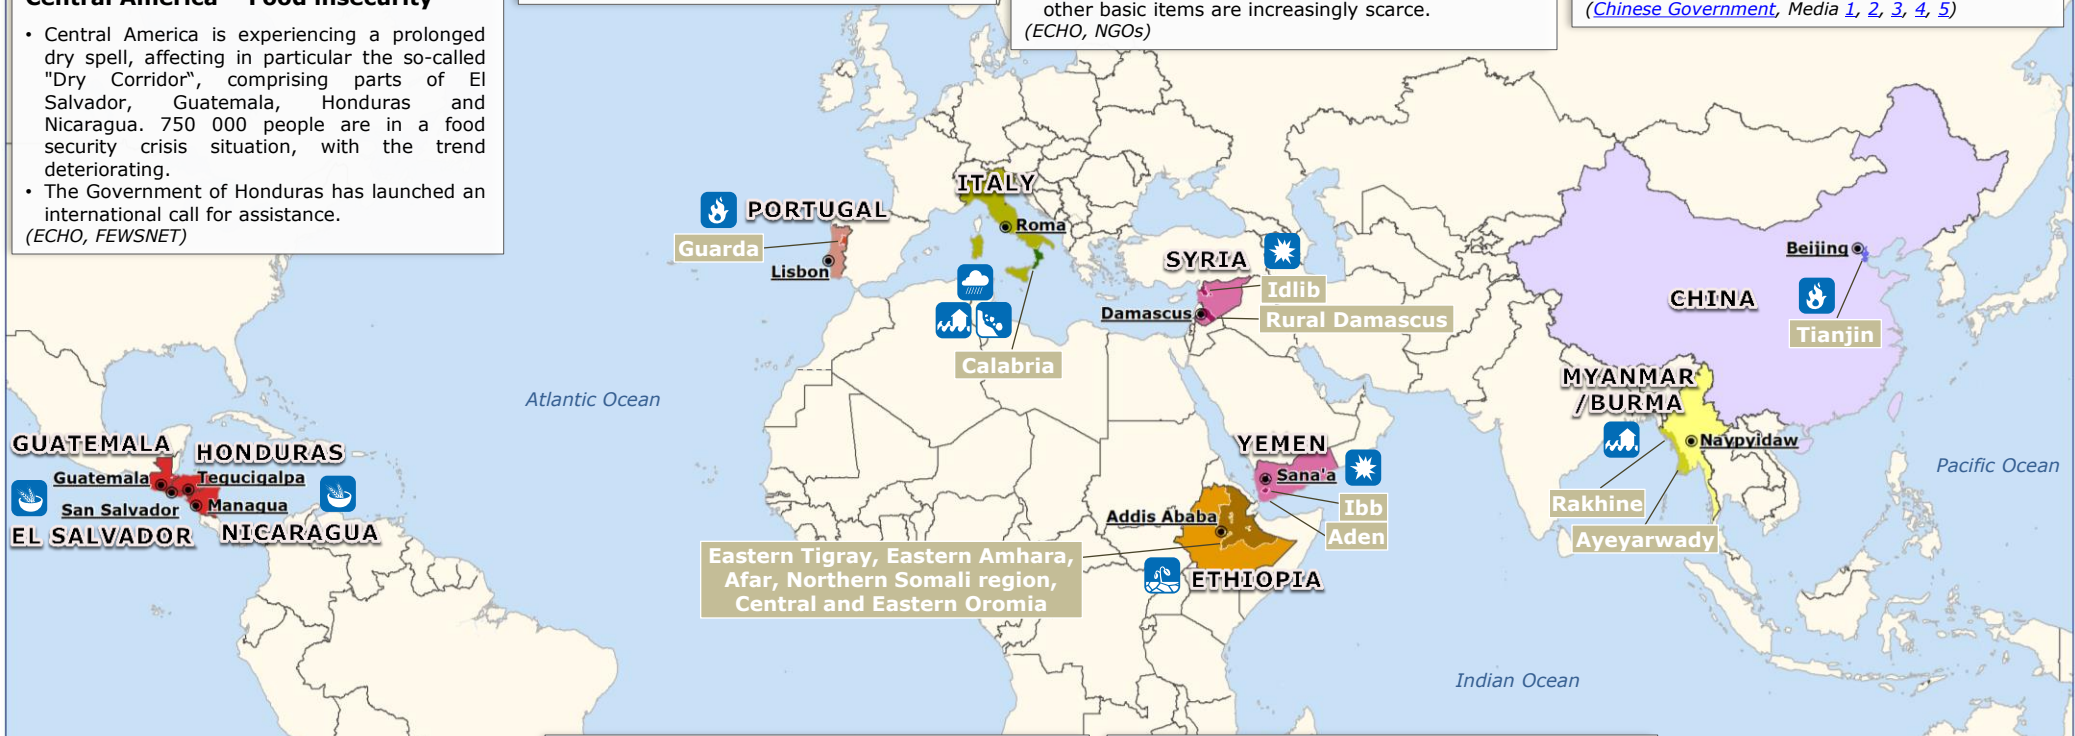 Central America – Food insecurity
• Central America is experiencing a prolonged
dry spell, affecting in particular the so-called
"Dry Corridor“, comprising parts of El
Salvador, Guatemala, Honduras and
Nicaragua. 750 000 people are in a food
security crisis situation, with the trend
deteriorating.
• The Government of Honduras has launched an
international call for assistance.
(ECHO, FEWSNET)
other basic items are increasingly scarce.
(ECHO, NGOs)
(Chinese Government, Media 1, 2, 3, 4, 5)
ITALY
PORTUGAL
Roma
Guarda
Lisbon
SYRIA
Idlib
Damascus
Rural Damascus
Calabria
Beijing
CHINA
Tianjin
Atlantic Ocean
MYANMAR
/BURMA
Naypyidaw
Pacific Ocean
Rakhine
Ayeyarwady
GUATEMALA
HONDURAS
Guatemala
Tegucigalpa
San Salvador
Managua
EL SALVADOR
NICARAGUA
YEMEN
Sana'a
Ibb
Aden
Addis Ababa
Eastern Tigray, Eastern Amhara,
Afar, Northern Somali region,
Central and Eastern Oromia
ETHIOPIA
Indian Ocean